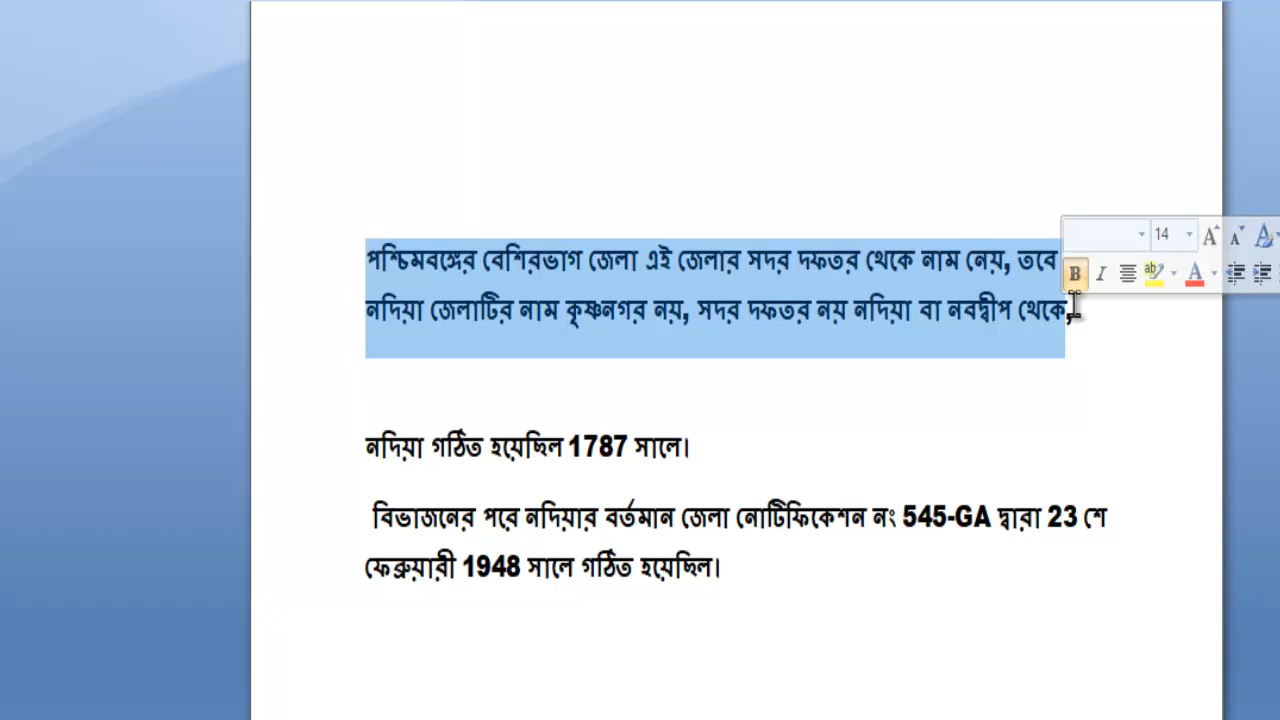 পশ্চিমবঙ্গের বেশিরভাগ জেলা এই জেলার সদর দফতর থেকে নাম নেয়, তবে
নদিয়া জেলাটির নাম কৃষ্ণনগর নয়, সদর দফতর নয় নদিয়া বা নবদ্বীপ থেকে,
14
B I
নদিয়া গঠিত হয়েছিল 1787 সালে।
বিভাজনের পরে নদিয়ার বর্তমান জেলা নোটিফিকেশন নং 545-GA দ্বারা 23 শে
ফেব্রুয়ারী 1948 সালে গঠিত হয়েছিল।